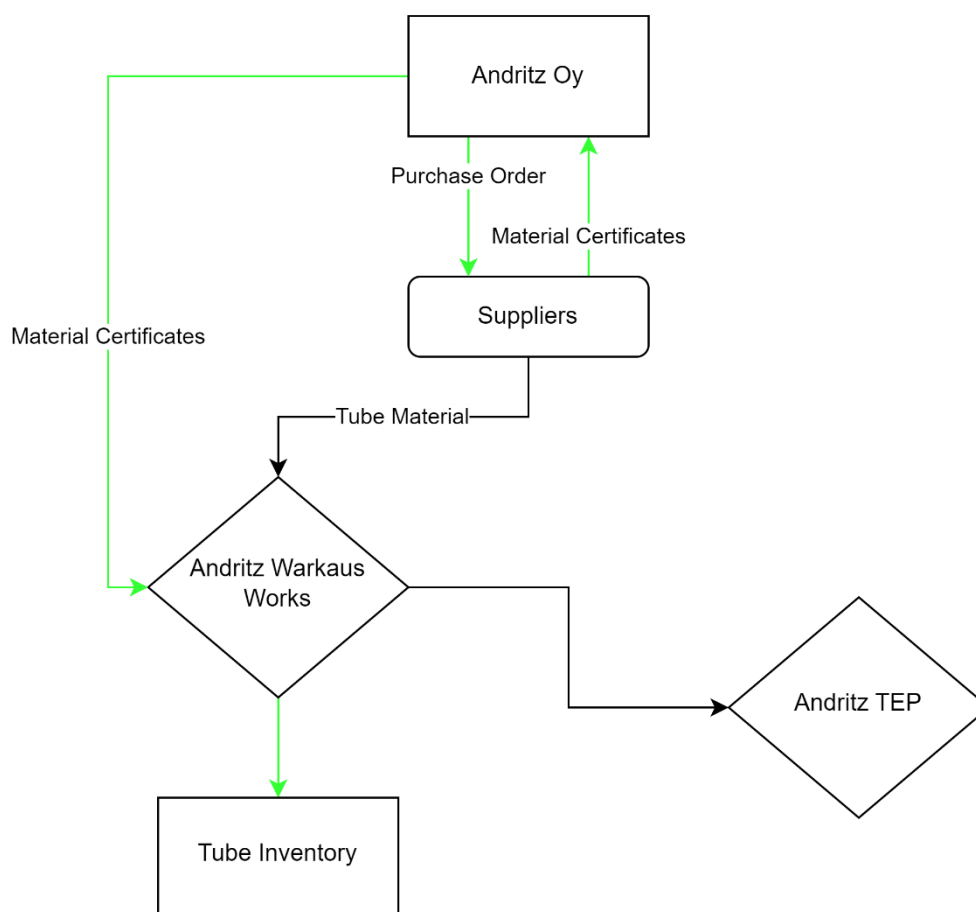 Andritz Oy
Purchase Order
Material Certificates
Suppliers
Material Certificates
Tube Material
Andritz Warkaus
Works
Andritz TEP
Tube Inventory